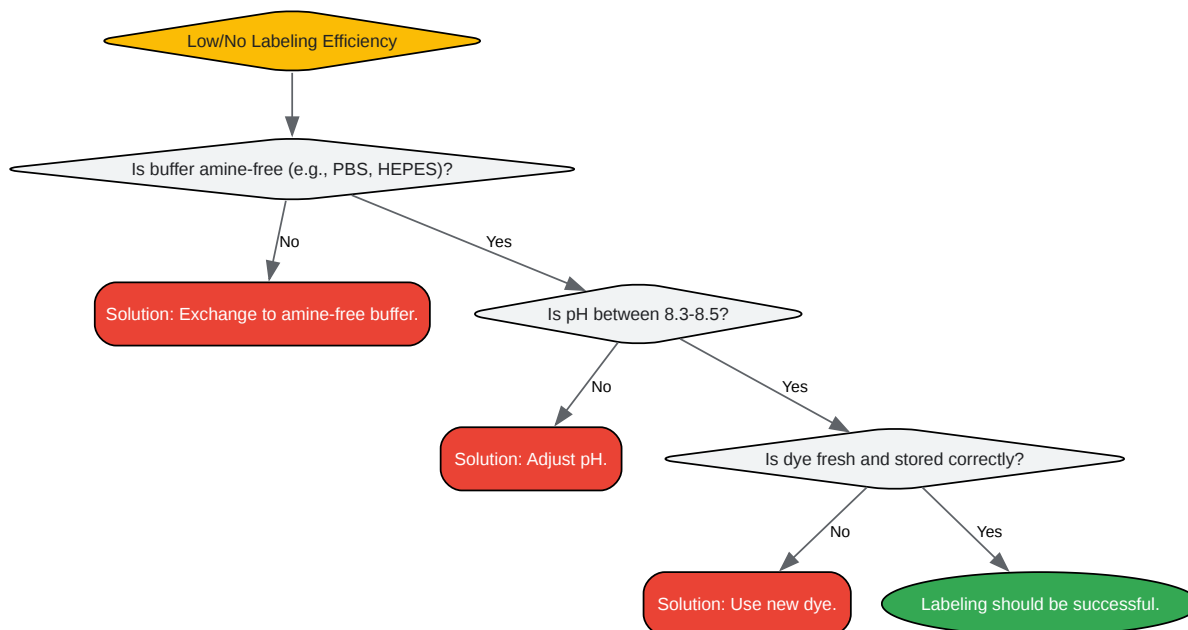 Low/No Labeling Efficiency
Is buffer amine-free (e.g., PBS, HEPES)?
No
Yes
Solution: Exchange to amine-free buffer.
Is pH between 8.3-8.5?
No
Yes
Solution: Adjust pH.
Is dye fresh and stored correctly?
No
Yes
Solution: Use new dye.
Labeling should be successful.